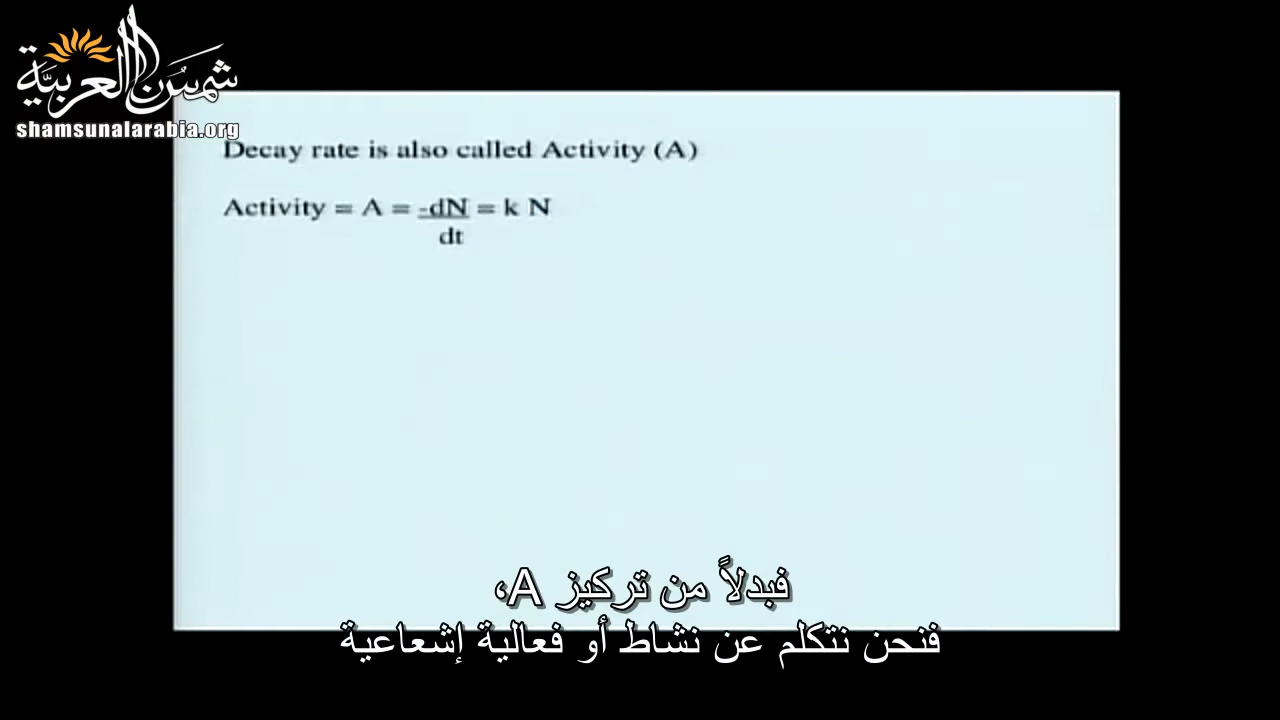 شمس العربية
shamsunalarabia.org
Decay rate is also called Activity (A)
Activity = A = -dN = k N
dt
فبدلاً من تركيز A،
فنحن نتكلم عن نشاط أو فعالية إشعاعية